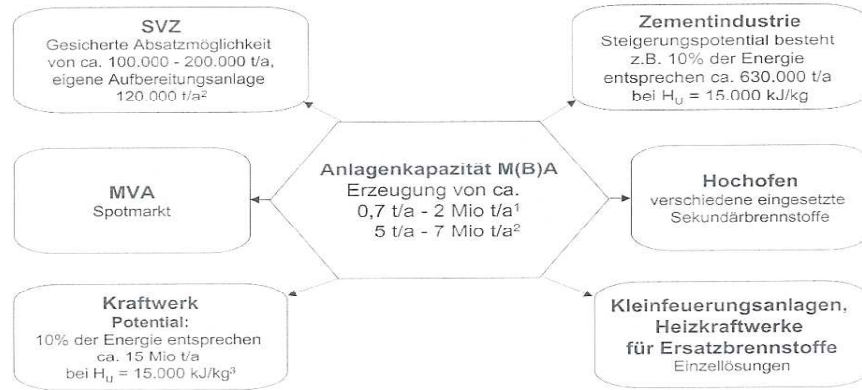 SVZ
Gesicherte Absatzmöglichkeit
von ca. 100.000 - 200.000 t/a,
eigene Aufbereitungsanlage
120.000 t/a²
Zementindustrie
Steigerungspotential besteht
z.B. 10% der Energie
entsprechen ca. 630.000 t/a
bei Hᵤ = 15.000 kJ/kg
Anlagenkapazität M(B)A
Erzeugung von ca.
0,7 t/a - 2 Mio t/a¹
5 t/a - 7 Mio t/a²
MVA
Spotmarkt
Hochofen
verschiedene eingesetzte
Sekundärbrennstoffe
Kraftwerk
Potential:
10% der Energie entsprechen
ca. 15 Mio t/a
bei Hᵤ = 15.000 kJ/kg³
Kleinfeuerungsanlagen,
Heizkraftwerke
für Ersatzbrennstoffe
Einzellösungen